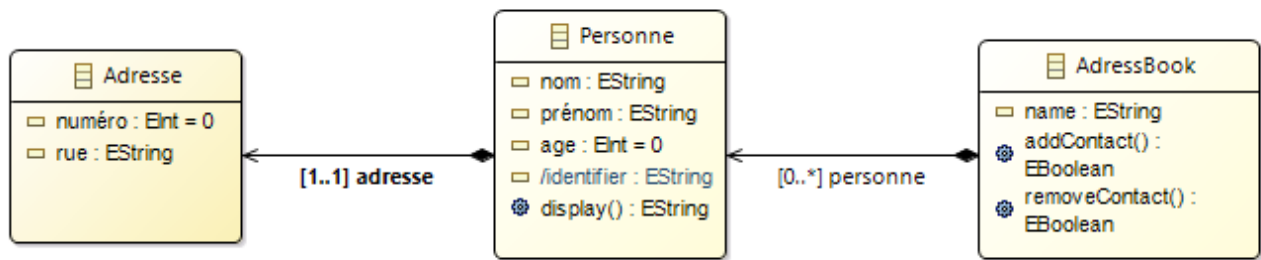 Adresse
numéro : EInt = 0
rue : EString
[1..1] adresse
Personne
nom : EString
prénom : EString
age : EInt = 0
/identifier : EString
display() : EString
[0..*] personne
AdressBook
name : EString
addContact() :
EBoolean
removeContact() :
EBoolean